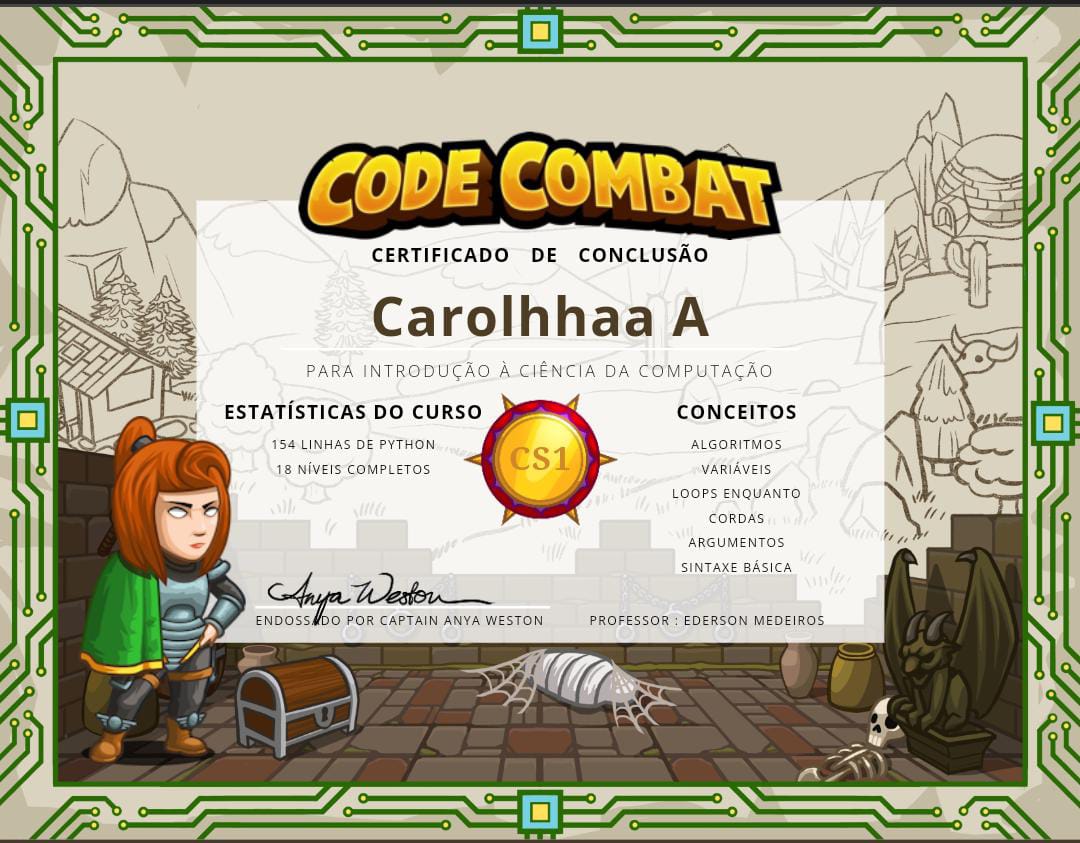 CODE COMBAT
CERTIFICADO DE CONCLUSÃO
Carolhhaa A
PARA INTRODUÇÃO À CIÊNCIA DA COMPUTAÇÃO
ESTATÍSTICAS DO CURSO
154 LINHAS DE PYTHON
18 NÍVEIS COMPLETOS
CS1
CONCEITOS
ALGORITMOS
VARIÁVEIS
LOOPS ENQUANTO
CORDAS
ARGUMENTOS
SINTAXE BÁSICA
Anya Weston
ENDOSSADO POR CAPTAIN ANYA WESTON
PROFESSOR : EDERSON MEDEIROS